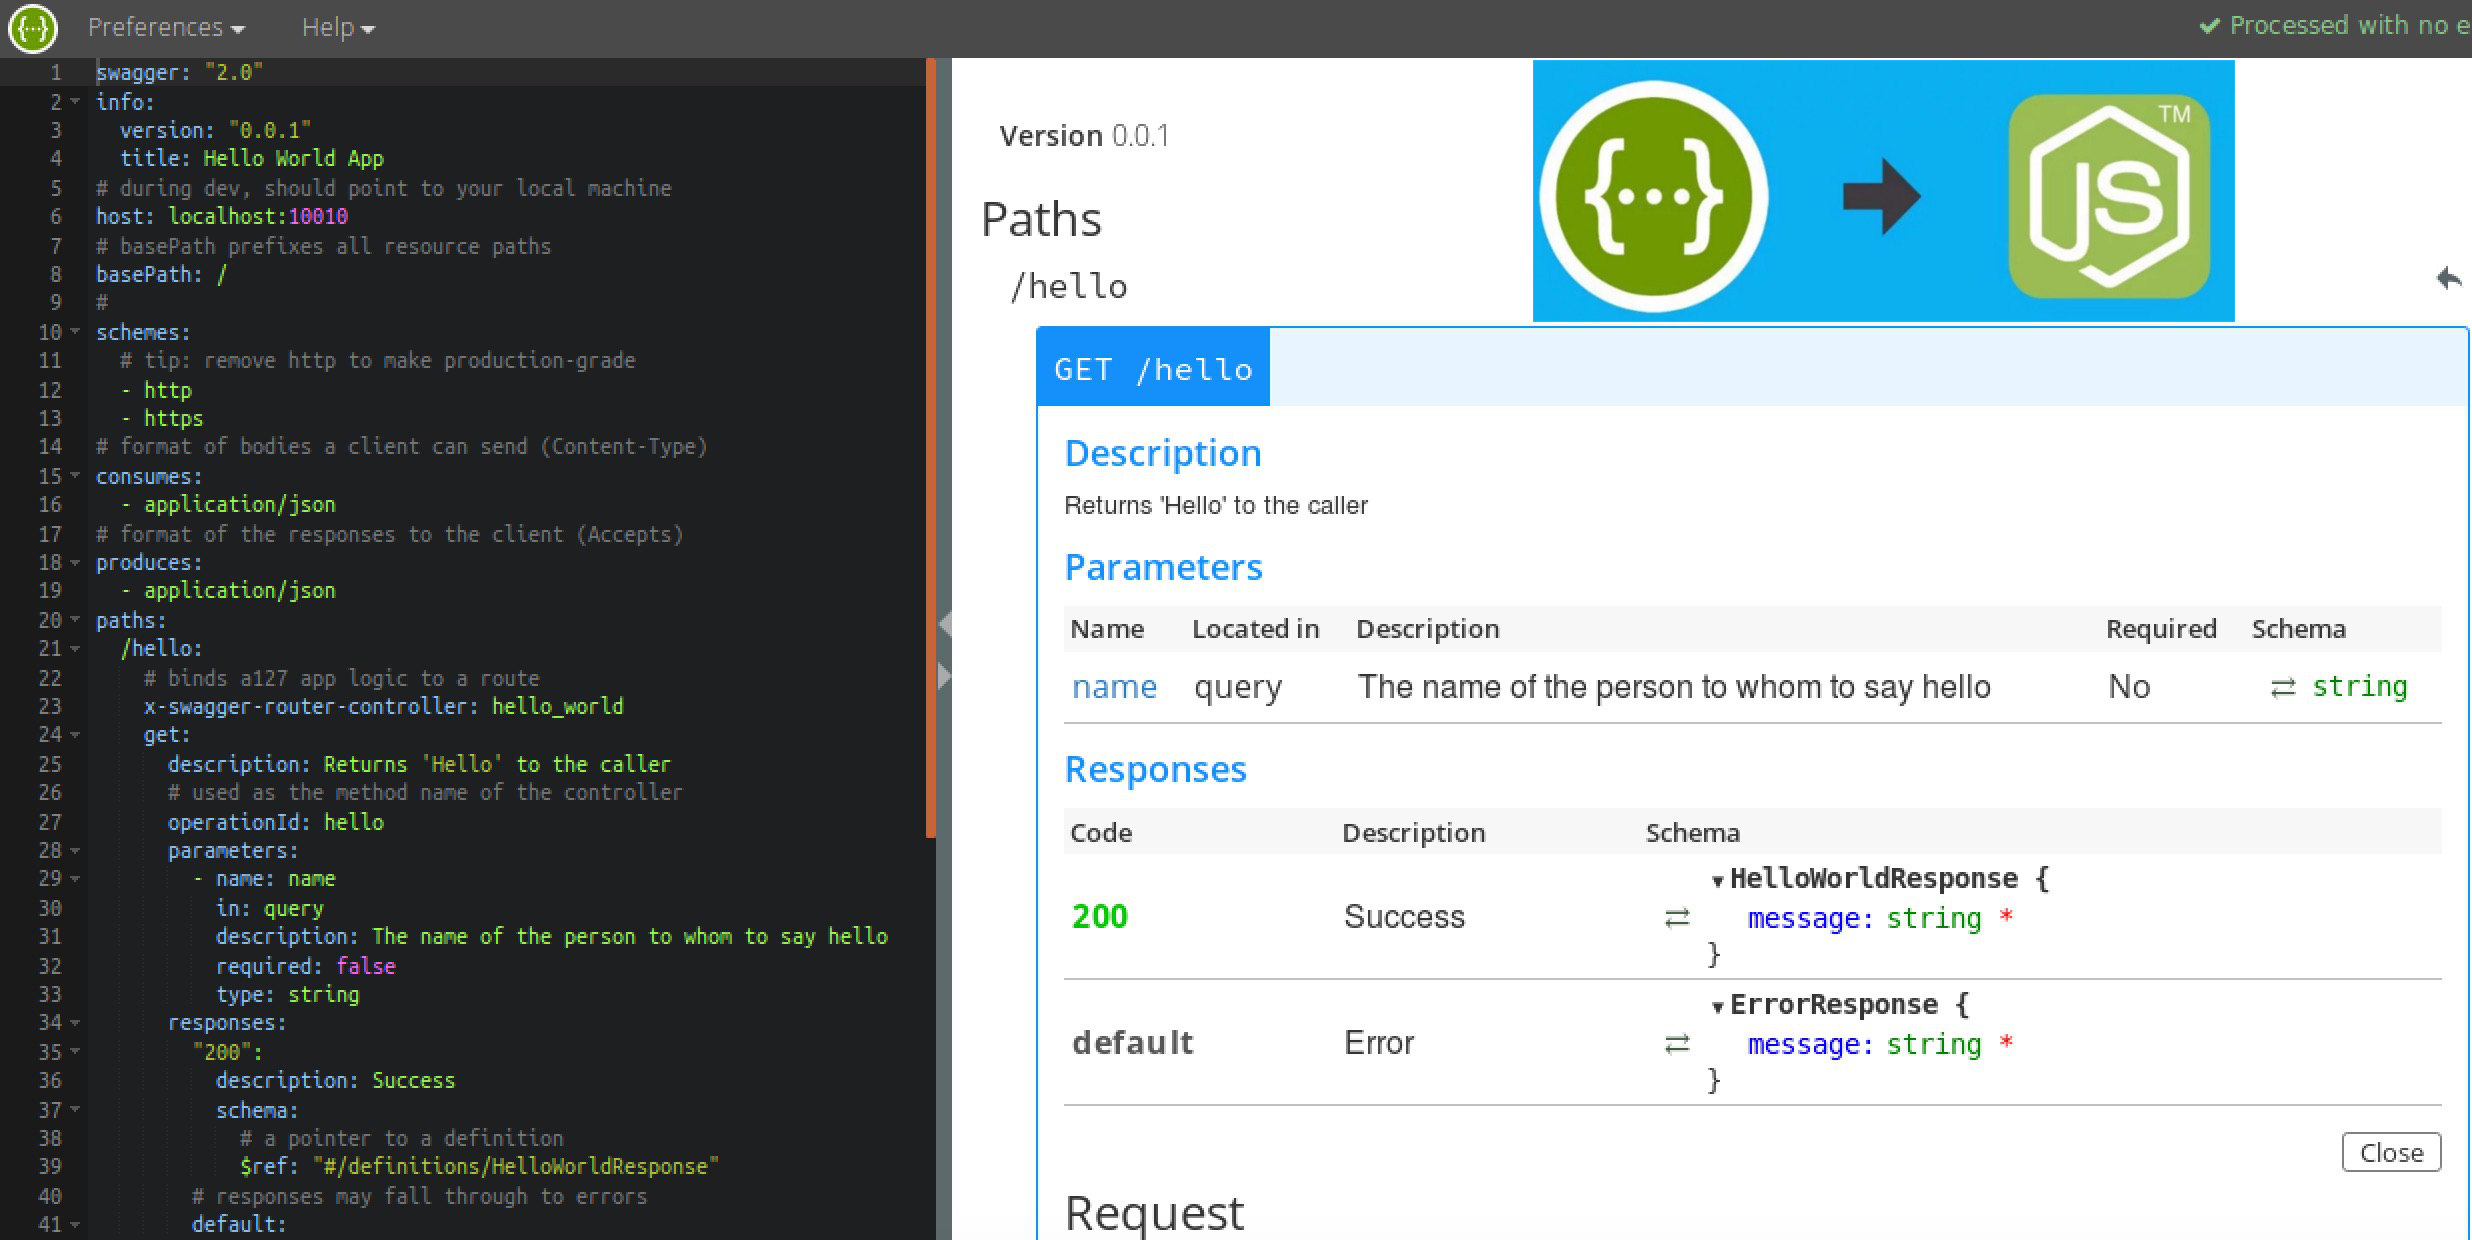 Preferences
Help
Processed with no
1 swagger: "2.0"
2 info:
3 version: "0.0.1"
4 title: Hello World App
5 # during dev, should point to your local machine
6 host: localhost:10010
7 # basePath prefixes all resource paths
8 basePath: /
9 #
10 schemes:
11 # tip: remove http to make production-grade
12 - http
13 - https
14 # format of bodies a client can send (Content-Type)
15 consumes:
16 - application/json
17 # format of the responses to the client (Accepts)
18 produces:
19 - application/json
20 paths:
21 /hello:
22 # binds a127 app logic to a route
23 x-swagger-router-controller: hello_world
24 get:
25 description: Returns 'Hello' to the caller
26 # used as the method name of the controller
27 operationId: hello
28 parameters:
29 - name: name
30 in: query
31 description: The name of the person to whom to say hello
32 required: false
33 type: string
34 responses:
35 "200":
36 description: Success
37 schema:
38 # a pointer to a definition
39 $ref: "#/definitions/HelloWorldResponse"
40 # responses may fall through to errors
41 default:
Version 0.0.1
{···}
JS
TM
Paths
/hello
GET /hello
Description
Returns 'Hello' to the caller
Parameters
Name Located in Description Required Schema
name query The name of the person to whom to say hello No ⇄ string
Responses
Code Description Schema
200 Success ⇄ ▼HelloWorldResponse {
message: string *
}
default Error ⇄ ▼ErrorResponse {
message: string *
}
Close
Request